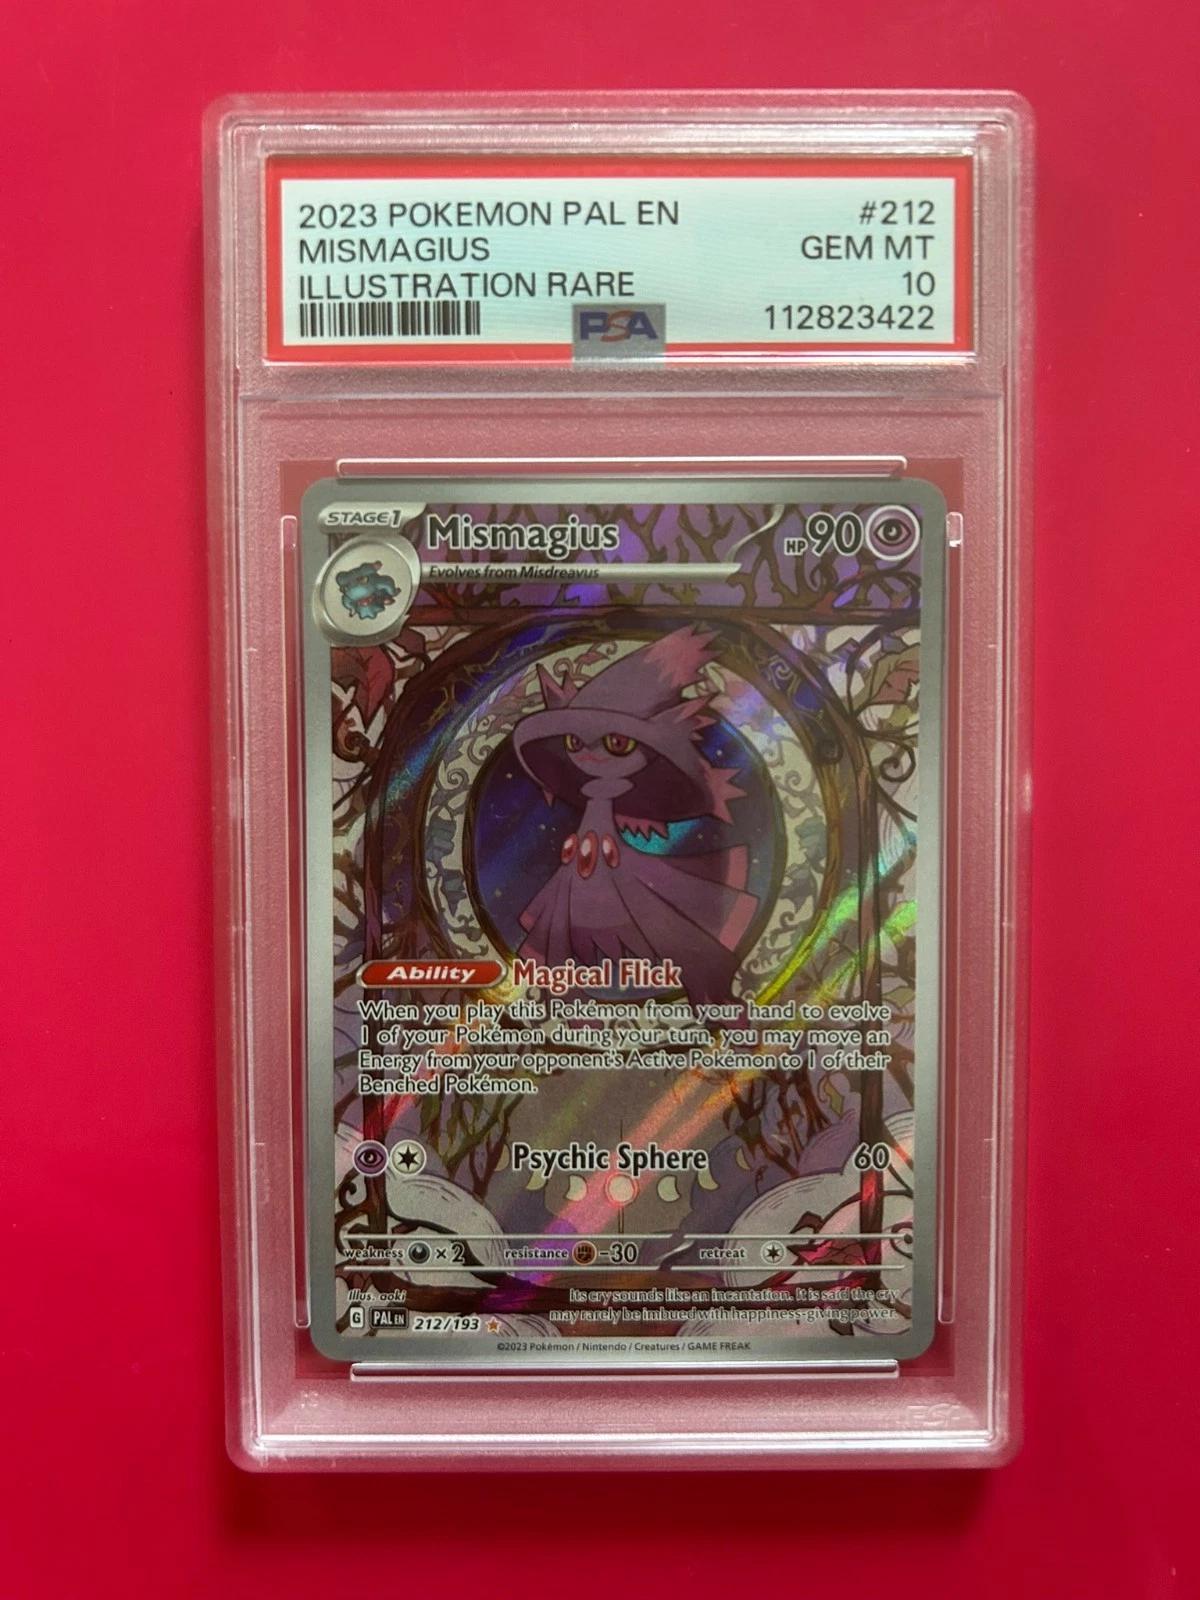 2023 POKEMON PAL EN #212
MISMAGIUS GEM MT
ILLUSTRATION RARE 10
PSA 112823422
STAGE1 Mismagius HP90
Evolves from Misdreavus
Ability Magical Flick
When you play this Pokémon from your hand to evolve
1 of your Pokémon during your turn, you may move an
Energy from your opponent's Active Pokémon to 1 of their
Benched Pokémon.
Psychic Sphere 60
weakness ×2 resistance -30 retreat
Illus. aoki
Its cry sounds like an incantation. It is said the cry
may rarely be imbued with happiness-giving power.
G PAL EN 212/193
©2023 Pokémon / Nintendo / Creatures / GAME FREAK